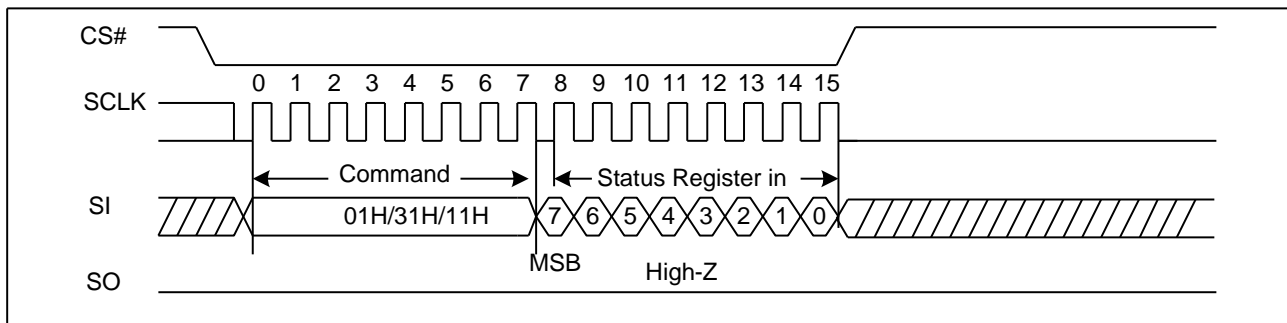 CS#
0 1 2 3 4 5 6 7 8 9 10 11 12 13 14 15
SCLK
Command Status Register in
SI 01H/31H/11H 7 6 5 4 3 2 1 0
MSB High-Z
SO